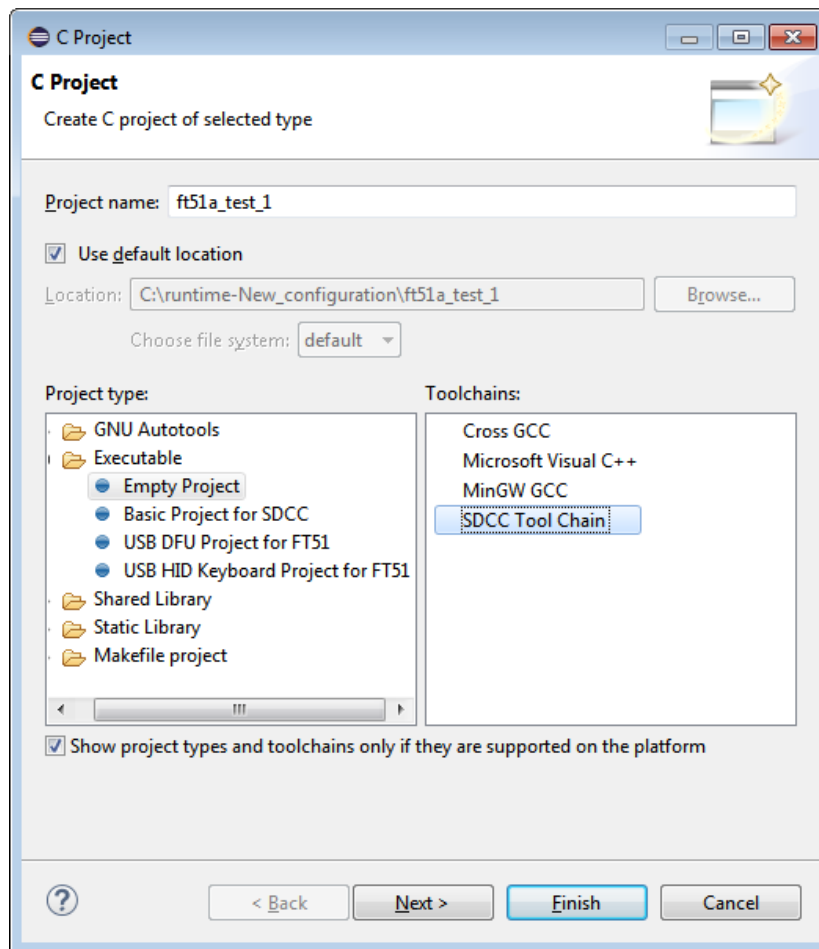 C Project
C Project
Create C project of selected type
Project name: ft51a_test_1
Use default location
Location: C:\runtime-New_configuration\ft51a_test_1 Browse...
Choose file system: default
Project type: Toolchains:
GNU Autotools
Executable
Empty Project
Basic Project for SDCC
USB DFU Project for FT51
USB HID Keyboard Project for FT51
Shared Library
Static Library
Makefile project
Cross GCC
Microsoft Visual C++
MinGW GCC
SDCC Tool Chain
Show project types and toolchains only if they are supported on the platform
? < Back Next > Finish Cancel